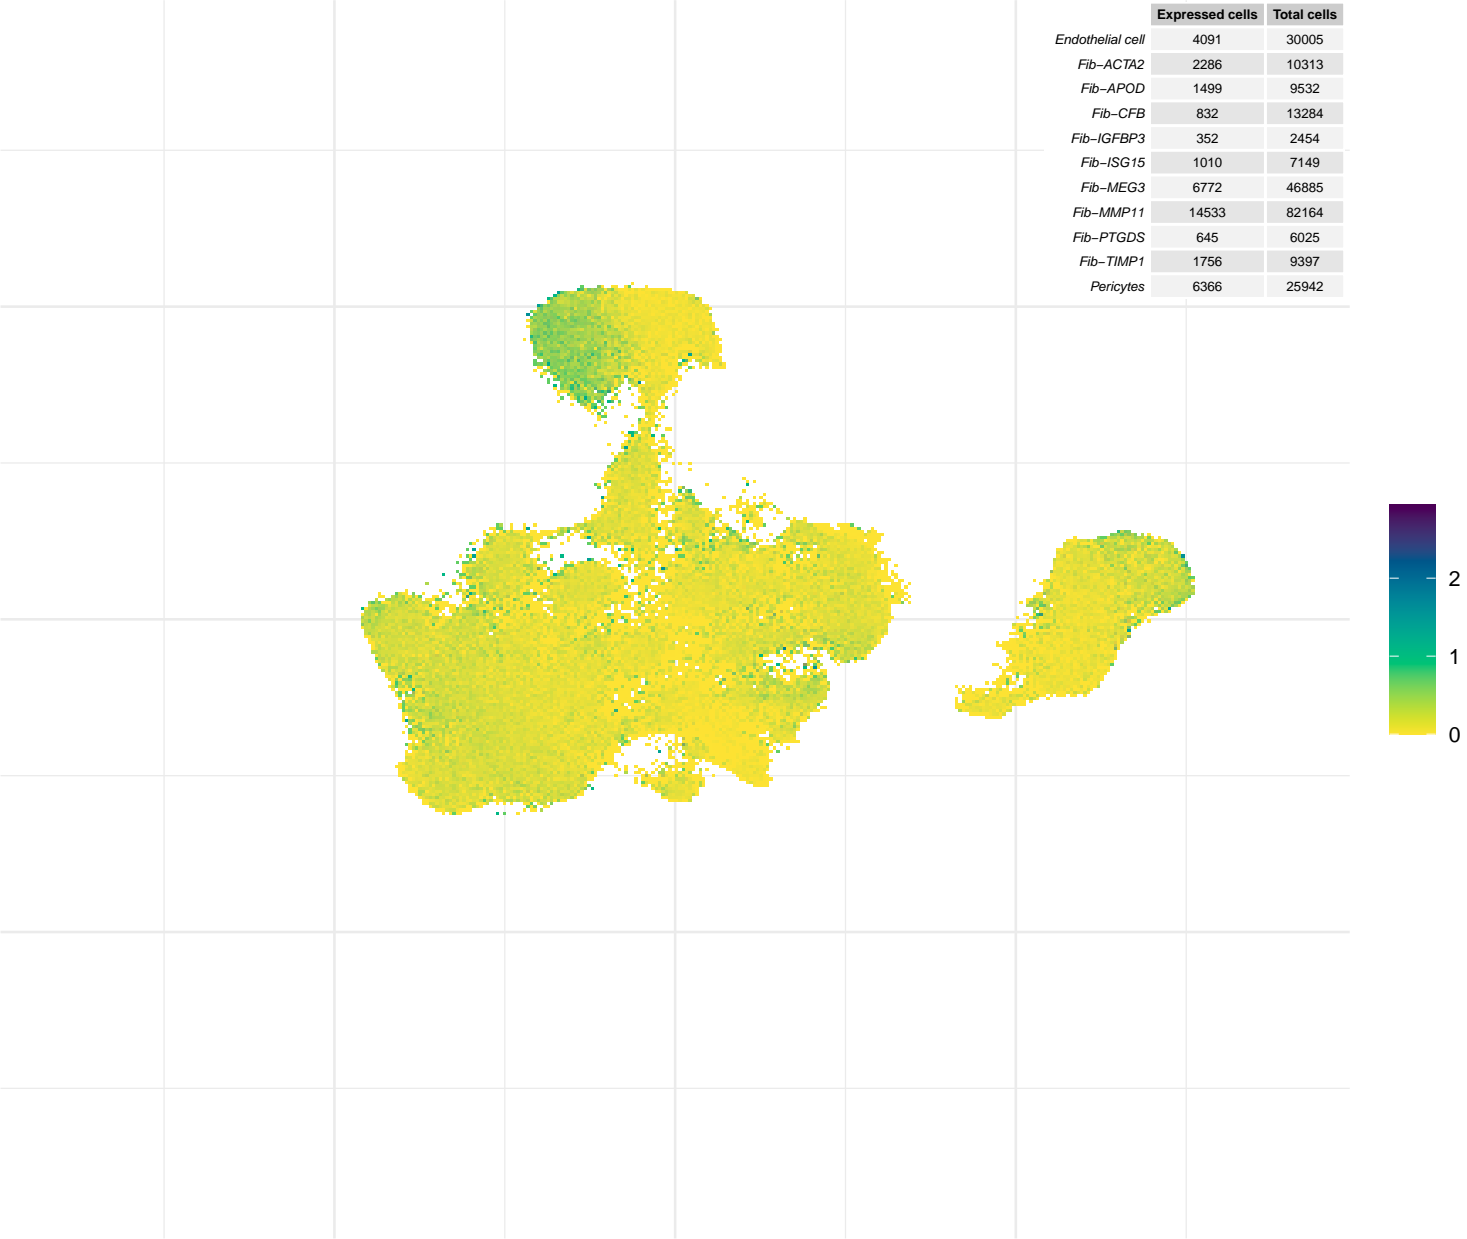 Expressed cells Total cells
Endothelial cell 4091 30005
Fib−ACTA2 2286 10313
Fib−APOD 1499 9532
Fib−CFB 832 13284
Fib−IGFBP3 352 2454
Fib−ISG15 1010 7149
Fib−MEG3 6772 46885
Fib−MMP11 14533 82164
Fib−PTGDS 645 6025
Fib−TIMP1 1756 9397
Pericytes 6366 25942
2
1
0